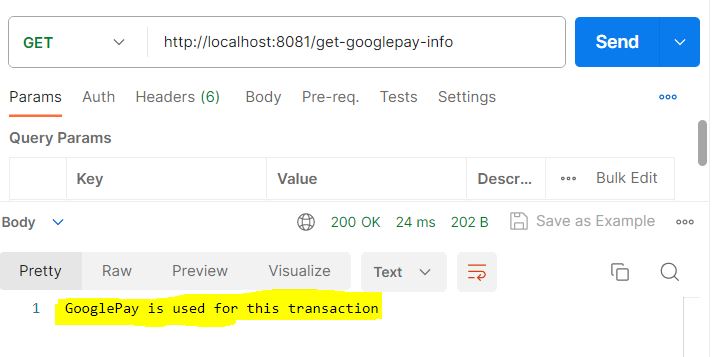 GET http://localhost:8081/get-googlepay-info Send
Params Auth Headers (6) Body Pre-req. Tests Settings
Query Params
Key Value Descr... Bulk Edit
Body 200 OK 24 ms 202 B Save as Example
Pretty Raw Preview Visualize Text
1 GooglePay is used for this transaction